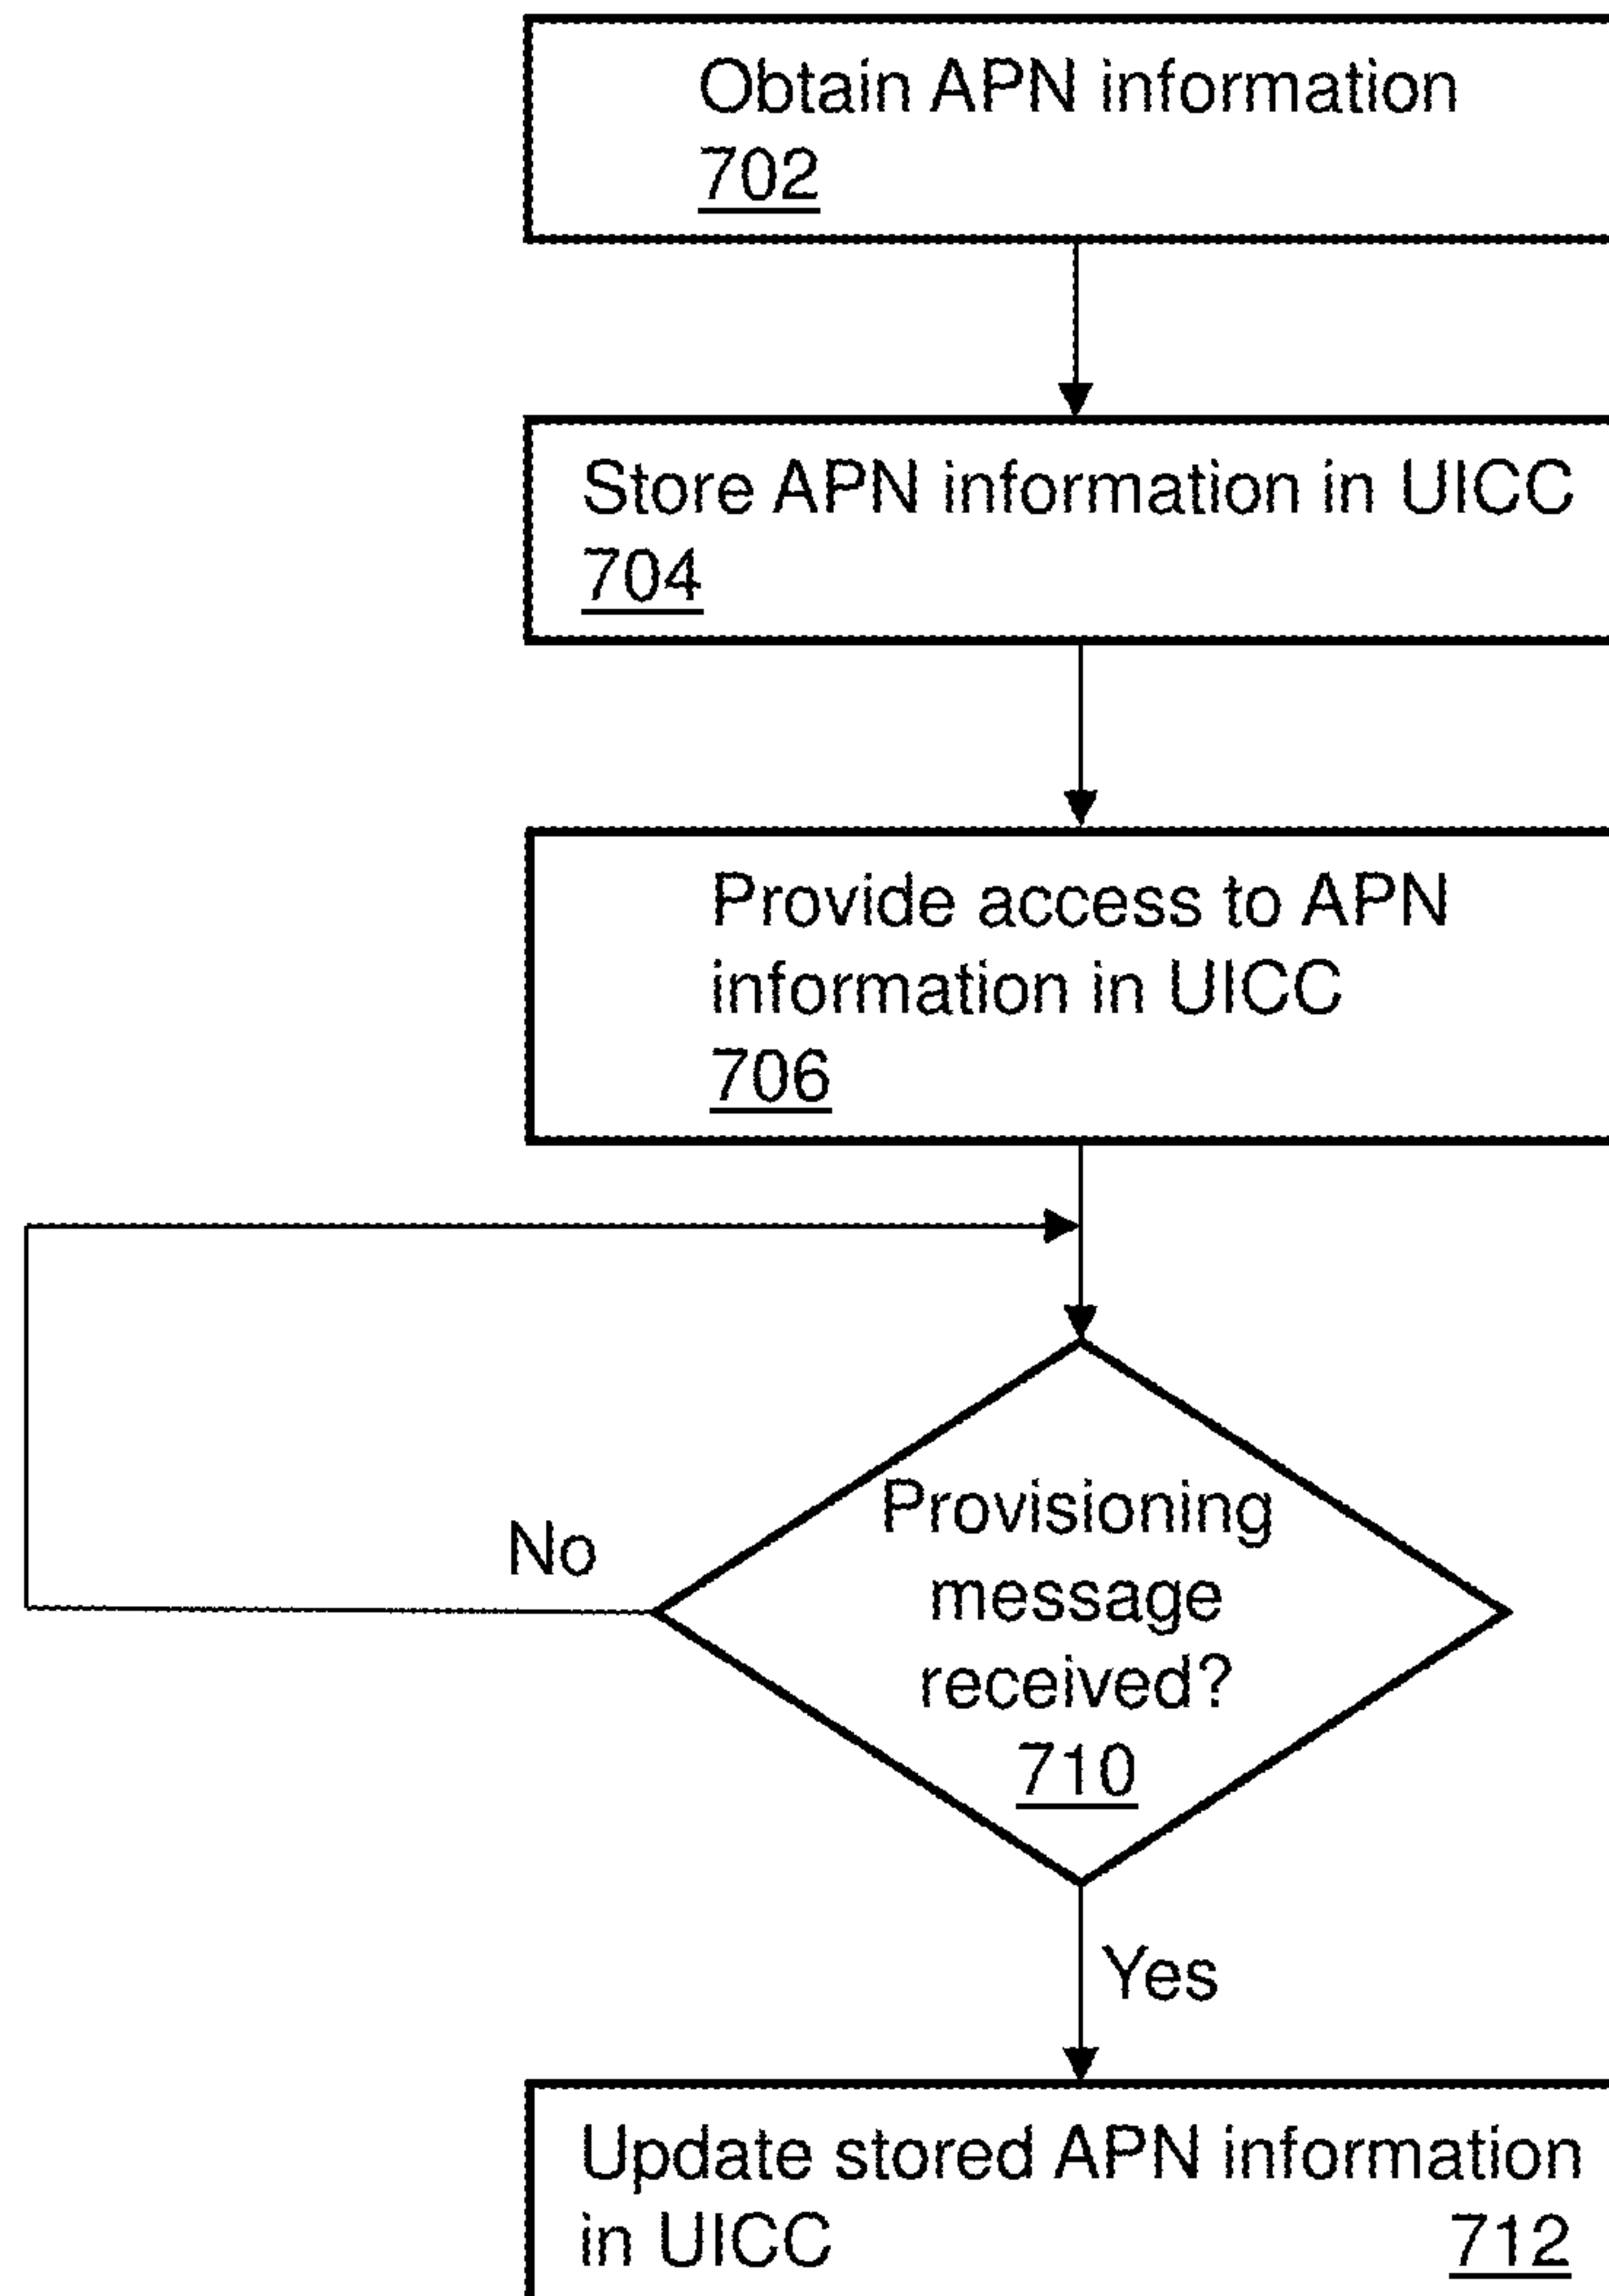 Obtain APN information
702
Store APN information in UICC
704
Provide access to APN
information in UICC
706
No
Provisioning
message
received?
710
Yes
Update stored APN information
in UICC 712